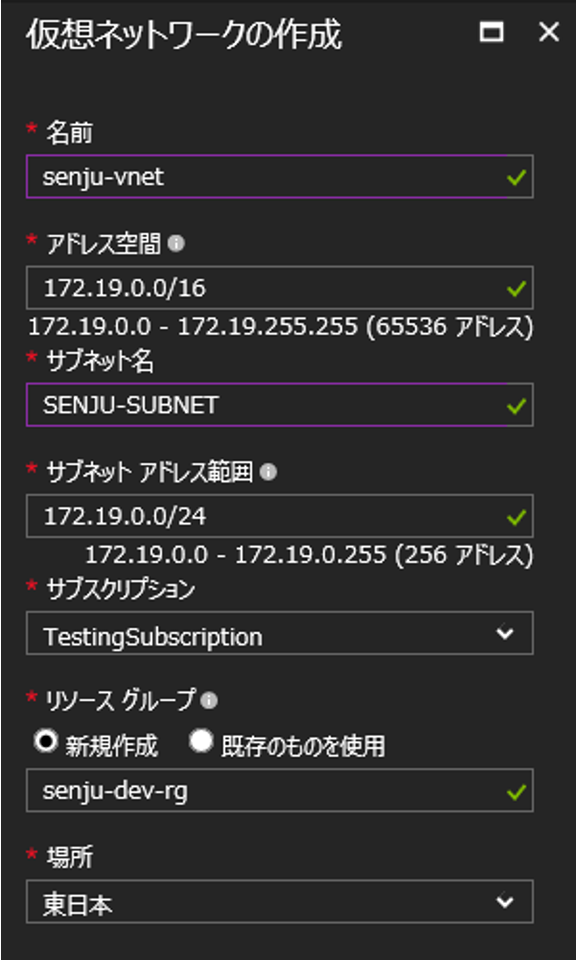 仮想ネットワークの作成
* 名前
senju-vnet
* アドレス空間
172.19.0.0/16
172.19.0.0 - 172.19.255.255 (65536 アドレス)
* サブネット名
SENJU-SUBNET
* サブネット アドレス範囲
172.19.0.0/24
172.19.0.0 - 172.19.0.255 (256 アドレス)
* サブスクリプション
TestingSubscription
* リソース グループ
新規作成 既存のものを使用
senju-dev-rg
* 場所
東日本